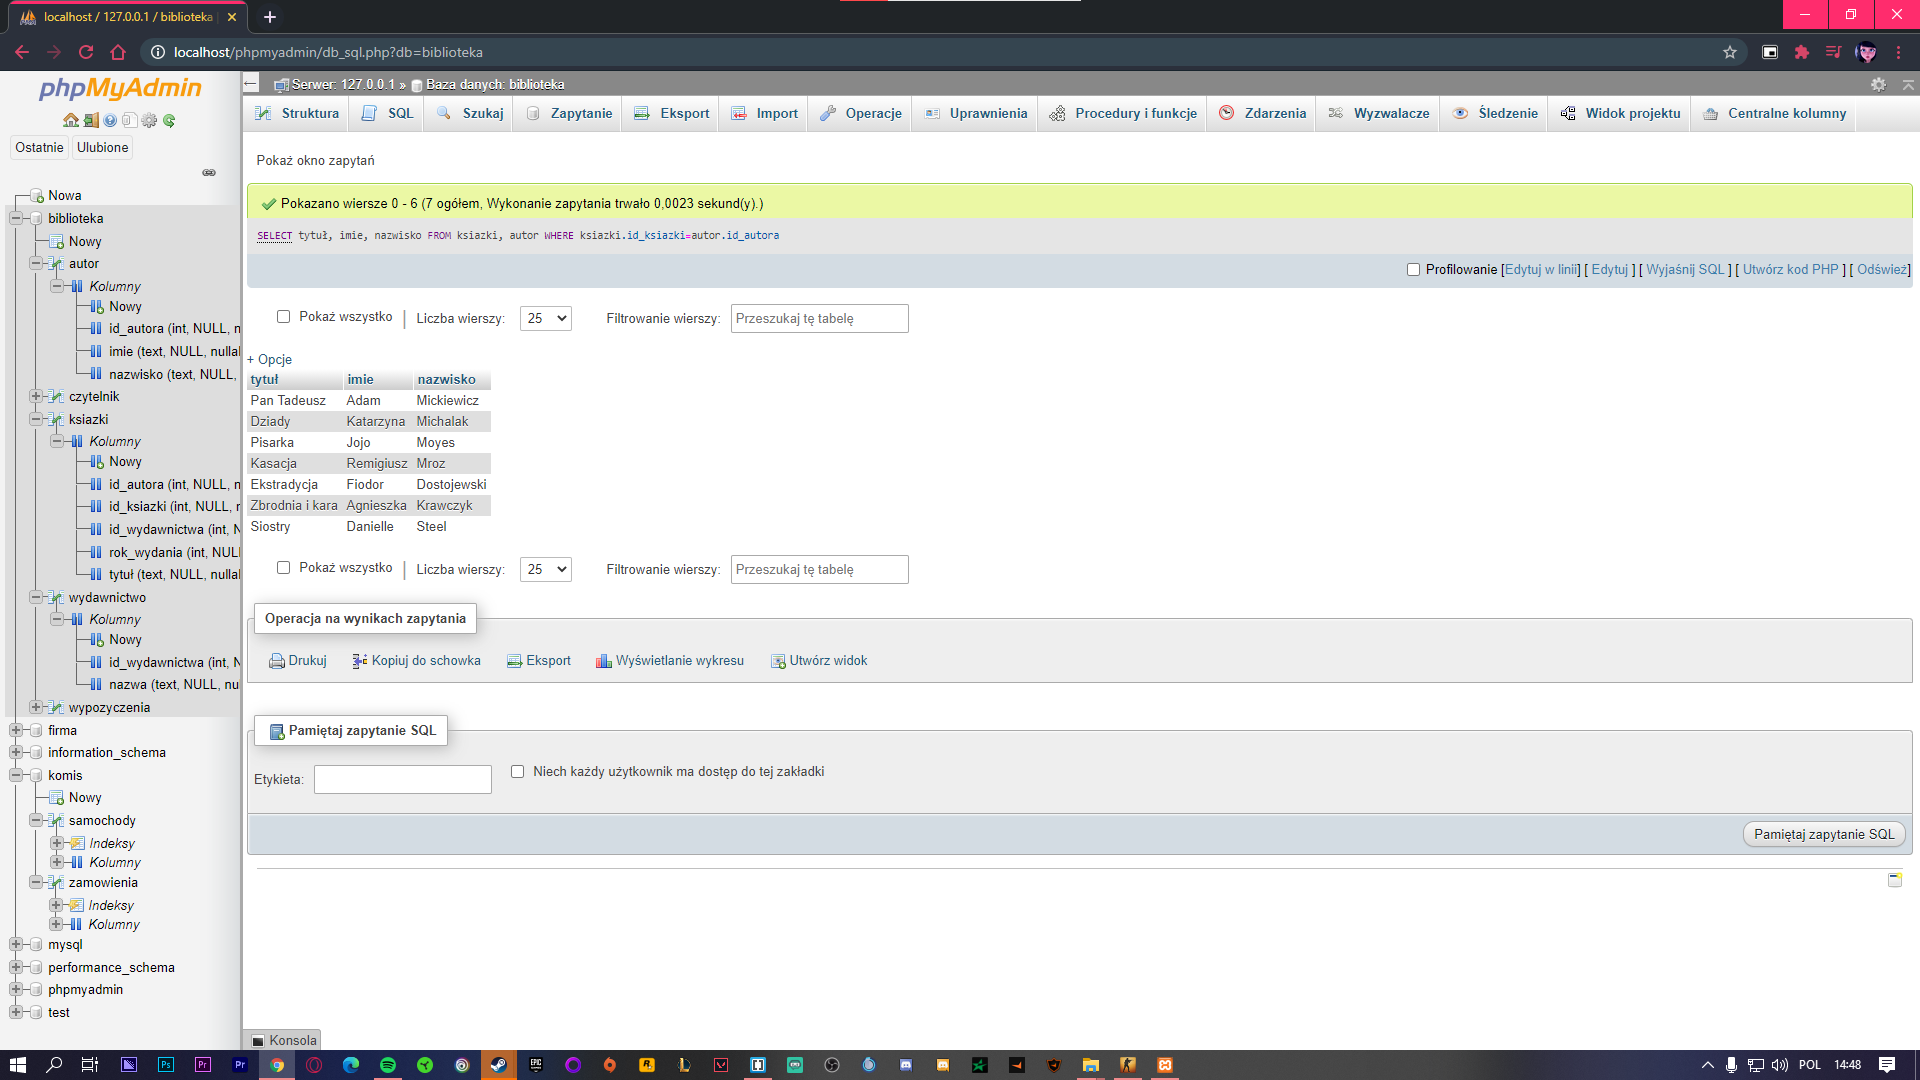 localhost / 127.0.0.1 / biblioteka
localhost/phpmyadmin/db_sql.php?db=biblioteka
phpMyAdmin
Ostatnie
Ulubione
Nowa
biblioteka
Nowy
autor
Kolumny
Nowy
id_autora (int, NULL, n
imie (text, NULL, nullal
nazwisko (text, NULL,
czytelnik
ksiazki
Kolumny
Nowy
id_autora (int, NULL, n
id_ksiazki (int, NULL, r
id_wydawnictwa (int, N
rok_wydania (int, NULL
tytuł (text, NULL, nullal
wydawnictwo
Kolumny
Nowy
id_wydawnictwa (int, N
nazwa (text, NULL, nu
wypozyczenia
firma
information_schema
komis
Nowy
samochody
Indeksy
Kolumny
zamowienia
Indeksy
Kolumny
mysql
performance_schema
phpmyadmin
test
Serwer: 127.0.0.1 » Baza danych: biblioteka
Struktura SQL Szukaj Zapytanie Eksport Import Operacje Uprawnienia Procedury i funkcje Zdarzenia Wyzwalacze Śledzenie Widok projektu Centralne kolumny
Pokaż okno zapytań
Pokazano wiersze 0 - 6 (7 ogółem, Wykonanie zapytania trwało 0,0023 sekund(y).)
SELECT tytuł, imie, nazwisko FROM ksiazki, autor WHERE ksiazki.id_ksiazki=autor.id_autora
Profilowanie [Edytuj w linii] [ Edytuj ] [ Wyjaśnij SQL ] [ Utwórz kod PHP ] [ Odśwież]
Pokaż wszystko | Liczba wierszy: 25 Filtrowanie wierszy: Przeszukaj tę tabelę
+ Opcje
tytuł imie nazwisko
Pan Tadeusz Adam Mickiewicz
Dziady Katarzyna Michalak
Pisarka Jojo Moyes
Kasacja Remigiusz Mroz
Ekstradycja Fiodor Dostojewski
Zbrodnia i kara Agnieszka Krawczyk
Siostry Danielle Steel
Pokaż wszystko | Liczba wierszy: 25 Filtrowanie wierszy: Przeszukaj tę tabelę
Operacja na wynikach zapytania
Drukuj Kopiuj do schowka Eksport Wyświetlanie wykresu Utwórz widok
Pamiętaj zapytanie SQL
Etykieta: Niech każdy użytkownik ma dostęp do tej zakładki
Pamiętaj zapytanie SQL
Konsola
Ps Pr Pr
POL 14:48